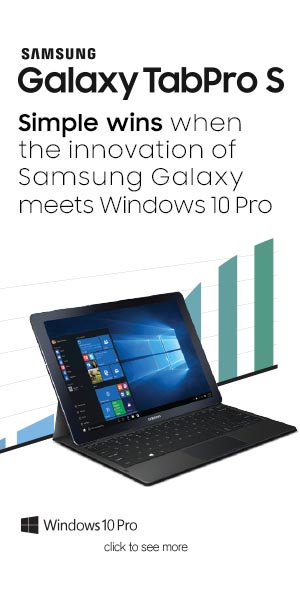 SAMSUNG
Galaxy TabPro S
Simple wins when
the innovation of
Samsung Galaxy
meets Windows 10 Pro
SAMSUNG
Windows 10 Pro
click to see more